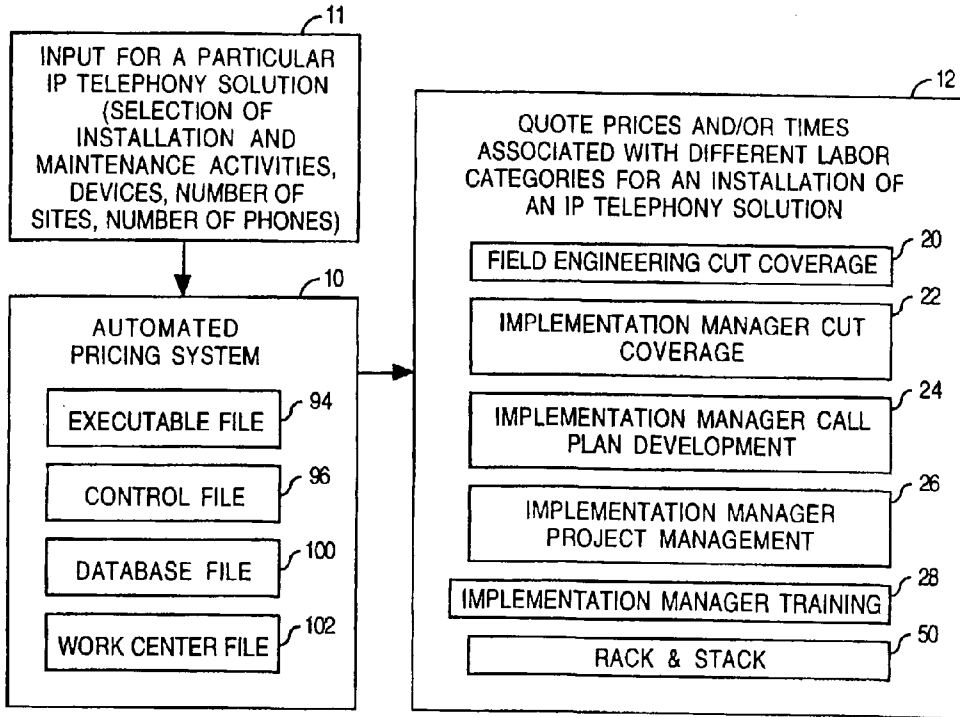 11
INPUT FOR A PARTICULAR
IP TELEPHONY SOLUTION
(SELECTION OF
INSTALLATION AND
MAINTENANCE ACTIVITIES,
DEVICES, NUMBER OF
SITES, NUMBER OF PHONES)
10
AUTOMATED
PRICING SYSTEM
EXECUTABLE FILE
94
CONTROL FILE
96
DATABASE FILE
100
WORK CENTER FILE
102
12
QUOTE PRICES AND/OR TIMES
ASSOCIATED WITH DIFFERENT LABOR
CATEGORIES FOR AN INSTALLATION OF
AN IP TELEPHONY SOLUTION
20
FIELD ENGINEERING CUT COVERAGE
22
IMPLEMENTATION MANAGER CUT
COVERAGE
24
IMPLEMENTATION MANAGER CALL
PLAN DEVELOPMENT
26
IMPLEMENTATION MANAGER
PROJECT MANAGEMENT
28
IMPLEMENTATION MANAGER TRAINING
50
RACK & STACK